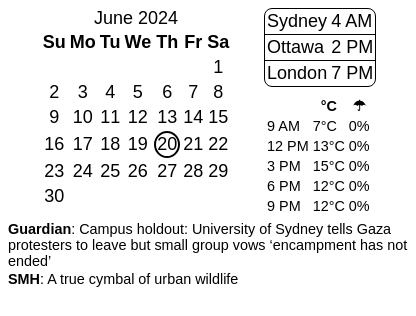 June 2024
Su Mo Tu We Th Fr Sa
1
2 3 4 5 6 7 8
9 10 11 12 13 14 15
16 17 18 19 20 21 22
23 24 25 26 27 28 29
30
Sydney 4 AM
Ottawa 2 PM
London 7 PM
°C ☂
9 AM 7°C 0%
12 PM 13°C 0%
3 PM 15°C 0%
6 PM 12°C 0%
9 PM 12°C 0%
Guardian: Campus holdout: University of Sydney tells Gaza
protesters to leave but small group vows ‘encampment has not
ended’
SMH: A true cymbal of urban wildlife